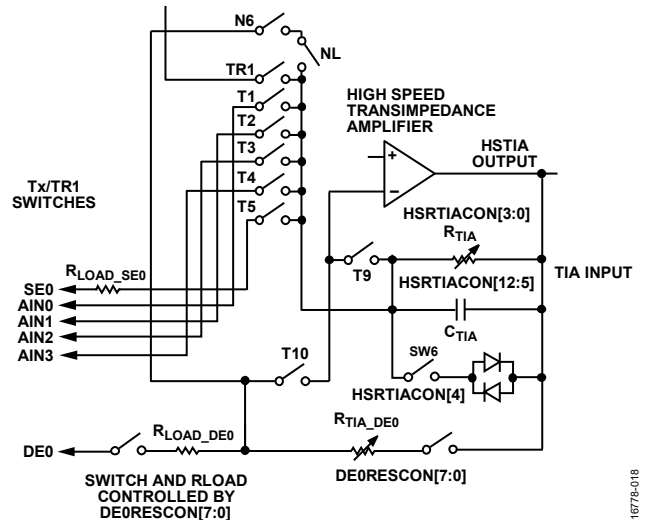 N6
NL
TR1
T1
T2
T3
T4
T5
HIGH SPEED
TRANSIMPEDANCE
AMPLIFIER
+
–
HSTIA
OUTPUT
Tx/TR1
SWITCHES
HSRTIACON[3:0]
RTIA
T9
HSRTIACON[12:5]
TIA INPUT
RLOAD_SE0
SE0
AIN0
AIN1
AIN2
AIN3
CTIA
T10
SW6
HSRTIACON[4]
DE0
RLOAD_DE0
RTIA_DE0
DE0RESCON[7:0]
SWITCH AND RLOAD
CONTROLLED BY
DE0RESCON[7:0]
16778-018